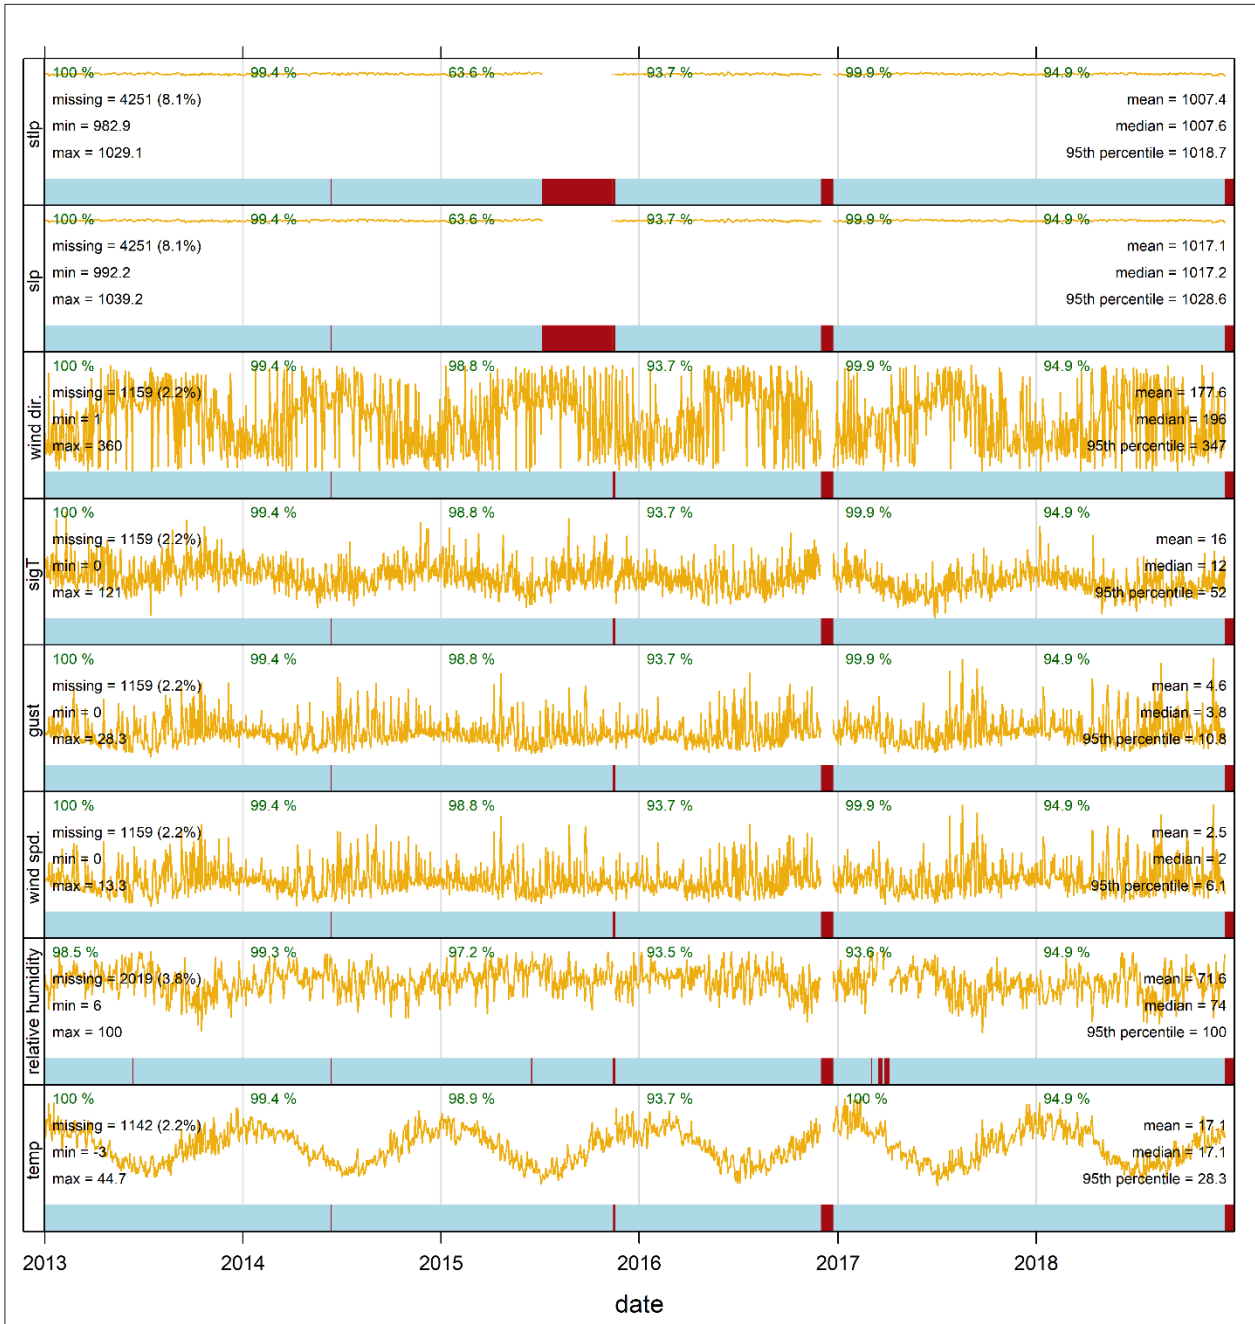 stlp
100 % 99.4 % 63.6 % 93.7 % 99.9 % 94.9 %
missing = 4251 (8.1%) mean = 1007.4
min = 982.9 median = 1007.6
max = 1029.1 95th percentile = 1018.7
slp
100 % 99.4 % 63.6 % 93.7 % 99.9 % 94.9 %
missing = 4251 (8.1%) mean = 1017.1
min = 992.2 median = 1017.2
max = 1039.2 95th percentile = 1028.6
wind dir.
100 % 99.4 % 98.8 % 93.7 % 99.9 % 94.9 %
missing = 1159 (2.2%) mean = 177.6
min = 1 median = 196
max = 360 95th percentile = 347
sigT
100 % 99.4 % 98.8 % 93.7 % 99.9 % 94.9 %
missing = 1159 (2.2%) mean = 16
min = 0 median = 12
max = 121 95th percentile = 52
gust
100 % 99.4 % 98.8 % 93.7 % 99.9 % 94.9 %
missing = 1159 (2.2%) mean = 4.6
min = 0 median = 3.8
max = 28.3 95th percentile = 10.8
wind spd.
100 % 99.4 % 98.8 % 93.7 % 99.9 % 94.9 %
missing = 1159 (2.2%) mean = 2.5
min = 0 median = 2
max = 13.3 95th percentile = 6.1
relative humidity
98.5 % 99.3 % 97.2 % 93.5 % 93.6 % 94.9 %
missing = 2019 (3.8%) mean = 71.6
min = 6 median = 74
max = 100 95th percentile = 100
temp
100 % 99.4 % 98.9 % 93.7 % 100 % 94.9 %
missing = 1142 (2.2%) mean = 17.1
min = -3 median = 17.1
max = 44.7 95th percentile = 28.3
2013 2014 2015 2016 2017 2018
date